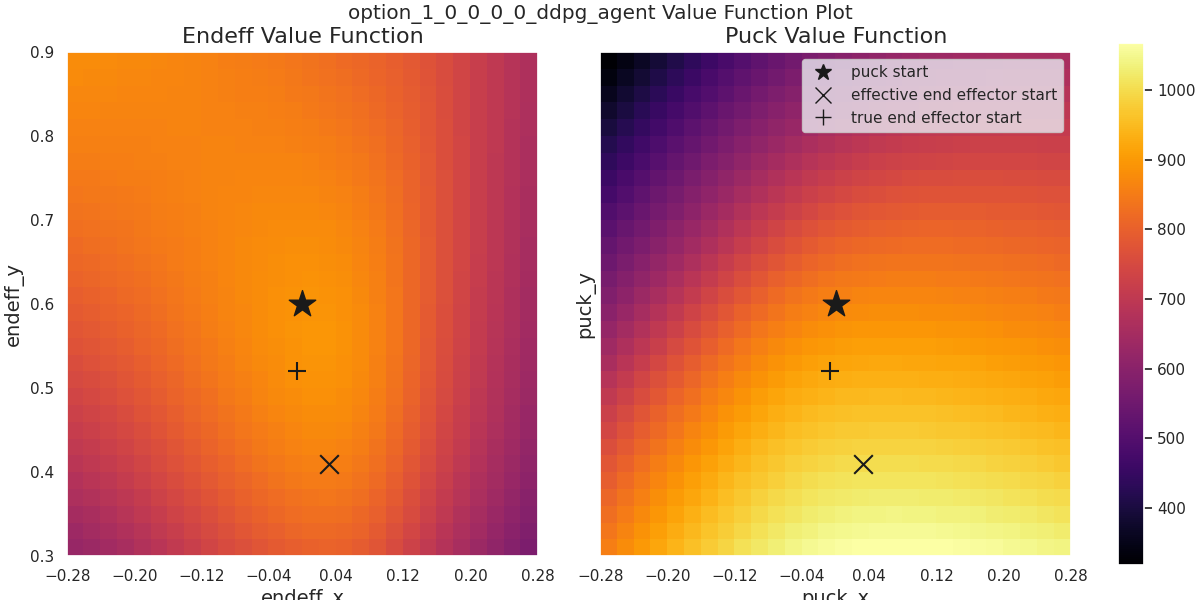 option_1_0_0_0_0_ddpg_agent Value Function Plot
Endeff Value Function
Puck Value Function
puck start
effective end effector start
true end effector start
endeff_y
0.9
0.8
0.7
0.6
0.5
0.4
0.3
−0.28 −0.20 −0.12 −0.04 0.04 0.12 0.20 0.28
endeff_x
puck_y
−0.28 −0.20 −0.12 −0.04 0.04 0.12 0.20 0.28
puck_x
1000
900
800
700
600
500
400